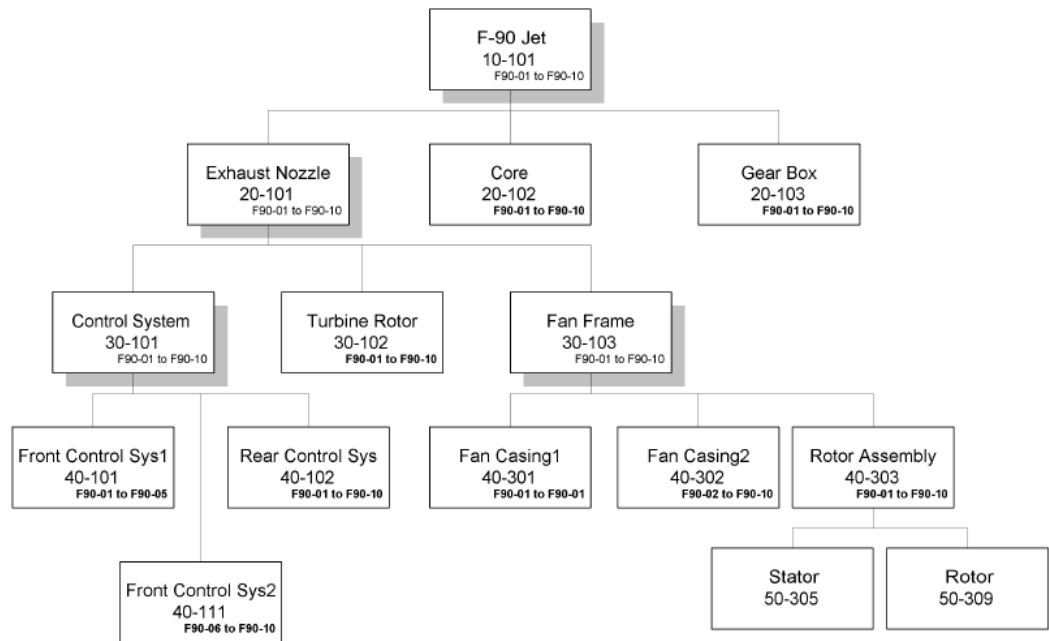 F-90 Jet
10-101
F90-01 to F90-10
Exhaust Nozzle
20-101
F90-01 to F90-10
Core
20-102
F90-01 to F90-10
Gear Box
20-103
F90-01 to F90-10
Control System
30-101
F90-01 to F90-10
Turbine Rotor
30-102
F90-01 to F90-10
Fan Frame
30-103
F90-01 to F90-10
Front Control Sys1
40-101
F90-01 to F90-05
Rear Control Sys
40-102
F90-01 to F90-10
Fan Casing1
40-301
F90-01 to F90-01
Fan Casing2
40-302
F90-02 to F90-10
Rotor Assembly
40-303
F90-01 to F90-10
Front Control Sys2
40-111
F90-06 to F90-10
Stator
50-305
Rotor
50-309